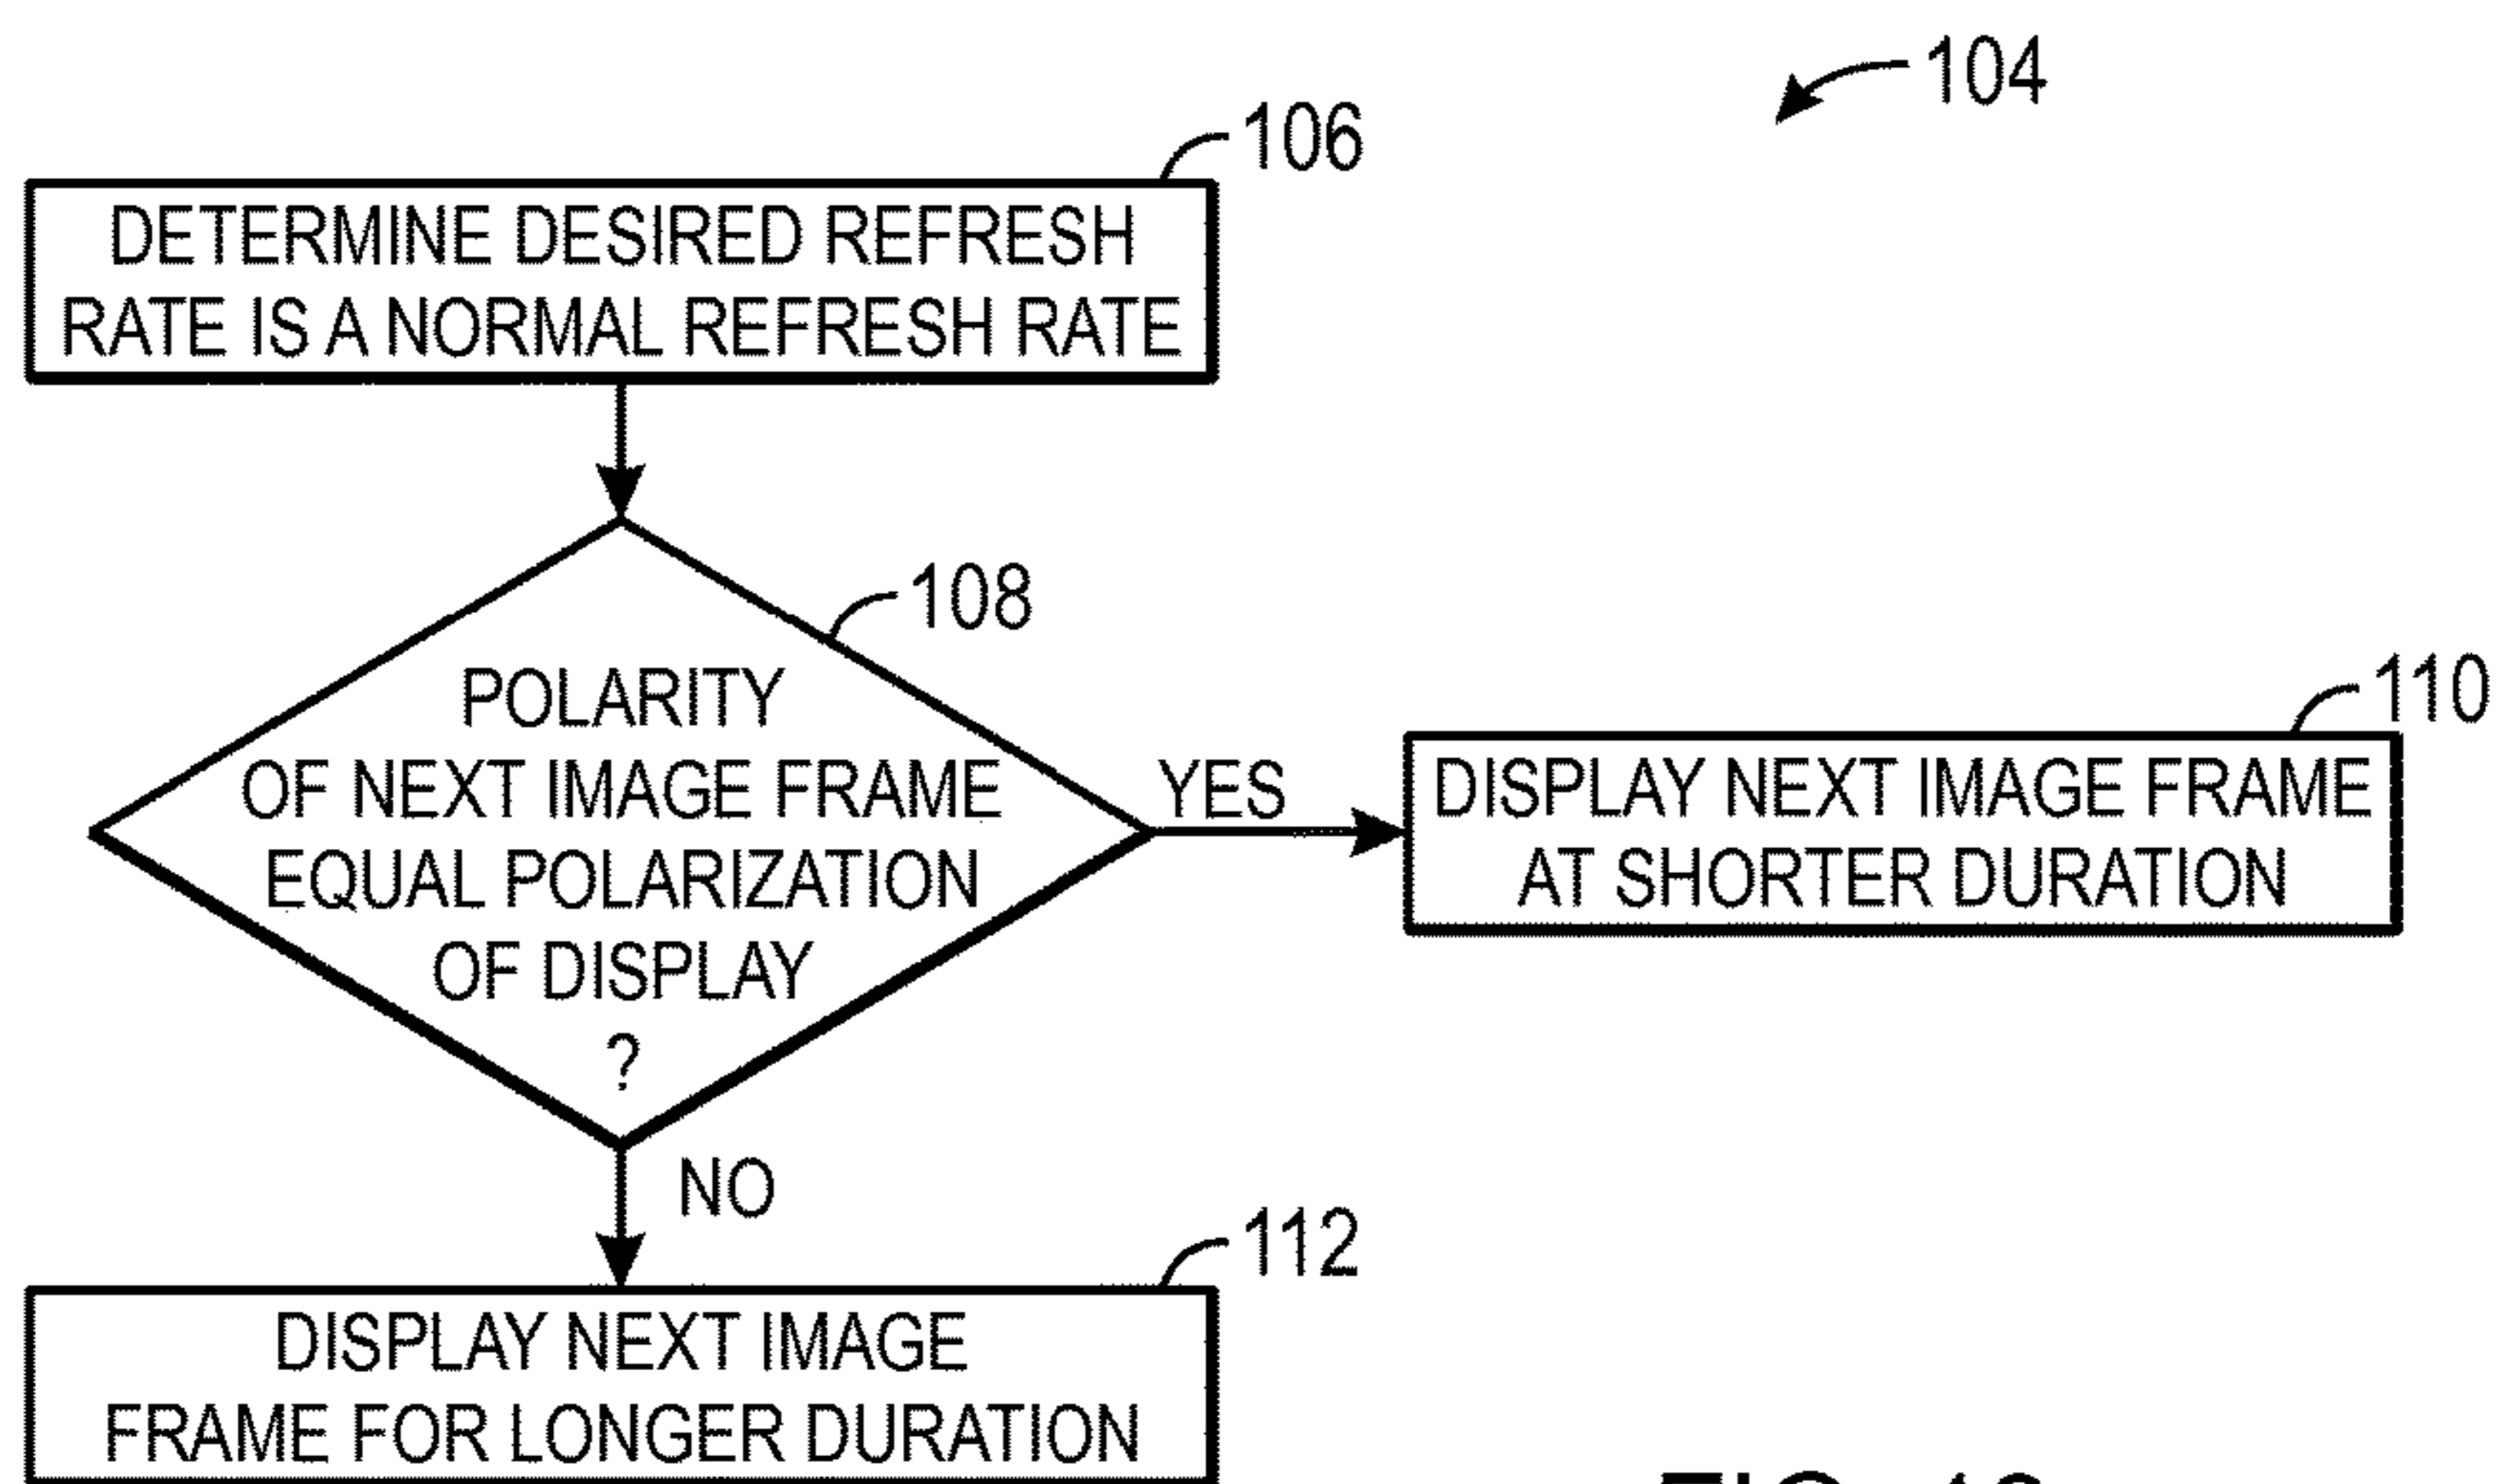 104
106
DETERMINE DESIRED REFRESH
RATE IS A NORMAL REFRESH RATE
108
POLARITY
OF NEXT IMAGE FRAME
EQUAL POLARIZATION
OF DISPLAY
?
YES
110
DISPLAY NEXT IMAGE FRAME
AT SHORTER DURATION
NO
112
DISPLAY NEXT IMAGE
FRAME FOR LONGER DURATION